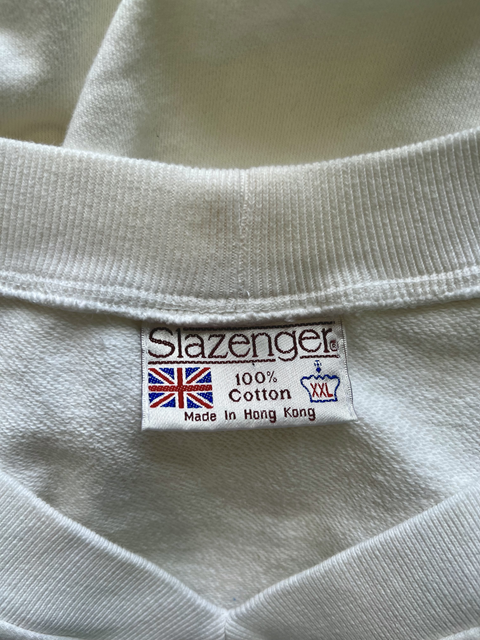 Slazenger®
100%
Cotton
XXL
Made In Hong Kong